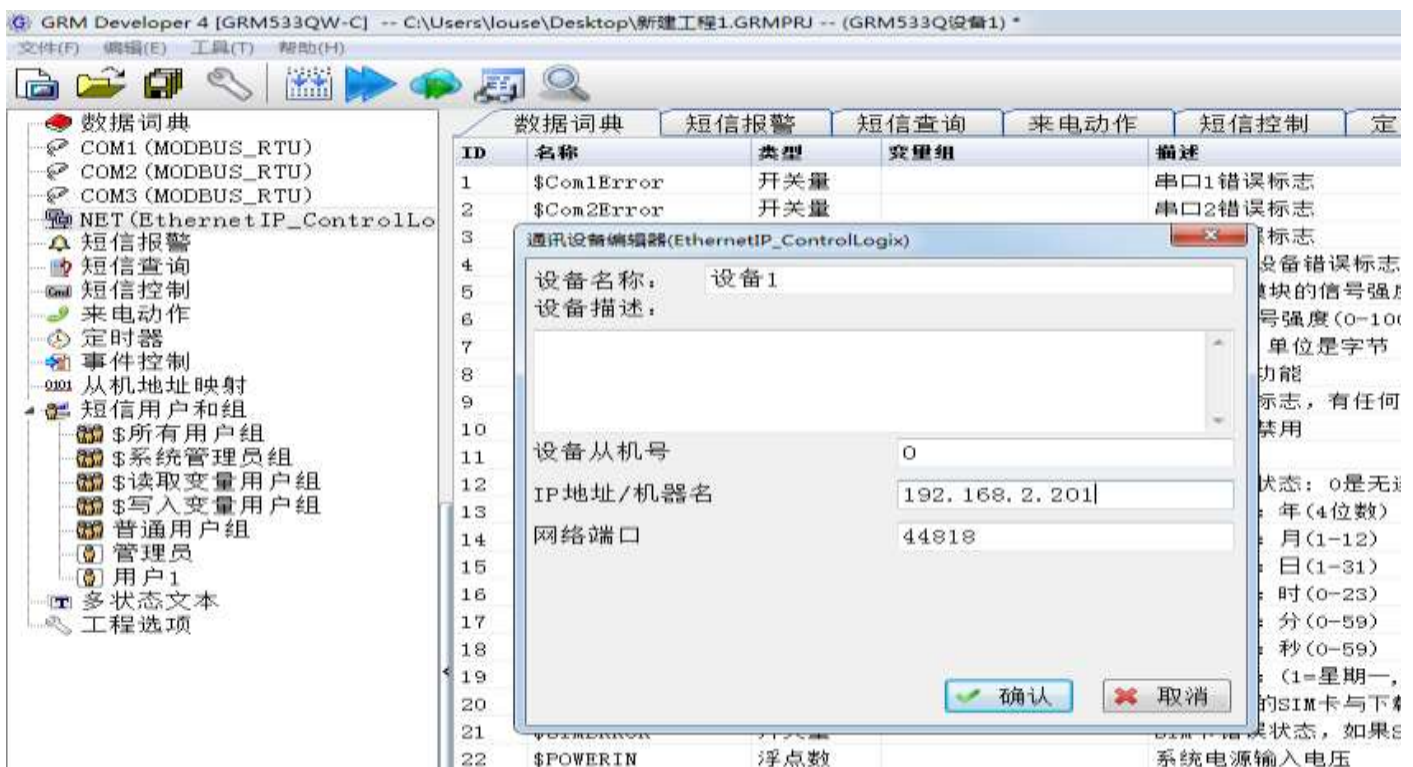 GRM Developer 4 [GRM533QW-C] -- C:\Users\louse\Desktop\新建工程1.GRMPRJ -- (GRM533Q设备1) *
文件(F) 编辑(E) 工具(T) 帮助(H)
数据词典
COM1(MODBUS_RTU)
COM2(MODBUS_RTU)
COM3(MODBUS_RTU)
NET(EthernetIP_ControlLo
短信报警
短信查询
Cmd 短信控制
来电动作
定时器
事件控制
0101 从机地址映射
短信用户和组
$所有用户组
$系统管理员组
$读取变量用户组
$写入变量用户组
普通用户组
管理员
用户1
多状态文本
工程选项
数据词典 短信报警 短信查询 来电动作 短信控制 定
ID 名称 类型 变量组 描述
1 $Com1Error 开关量 串口1错误标志
2 $Com2Error 开关量 串口2错误标志
3 标志
4 设备错误标志
5 块的信号强度
6 号强度(0-100
7 单位是字节
8 功能
9 标志，有任何
10 禁用
11
12 状态: 0是无
13 : 年(4位数)
14 : 月(1-12)
15 : 日(1-31)
16 : 时(0-23)
17 : 分(0-59)
18 : 秒(0-59)
19 : (1=星期一,
20 的SIM卡与下载
21 状态，如果S
22 $POWERIN 浮点数 系统电源输入电压
通讯设备编辑器(EthernetIP_ControlLogix)
设备名称: 设备1
设备描述:
设备从机号 0
IP地址/机器名 192.168.2.201
网络端口 44818
确认 取消